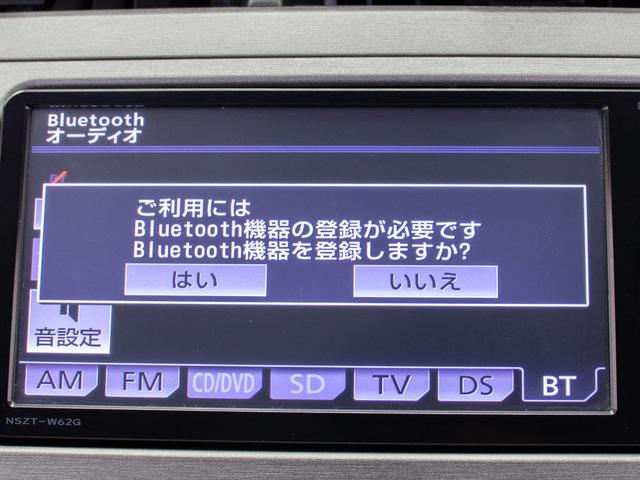 Bluetooth
オーディオ
BT
ご利用には
Bluetooth機器の登録が必要です
Bluetooth機器を登録しますか?
はい
いいえ
音設定
AM
FM
CD/DVD
SD
TV
DS
BT
NSZT-W62G